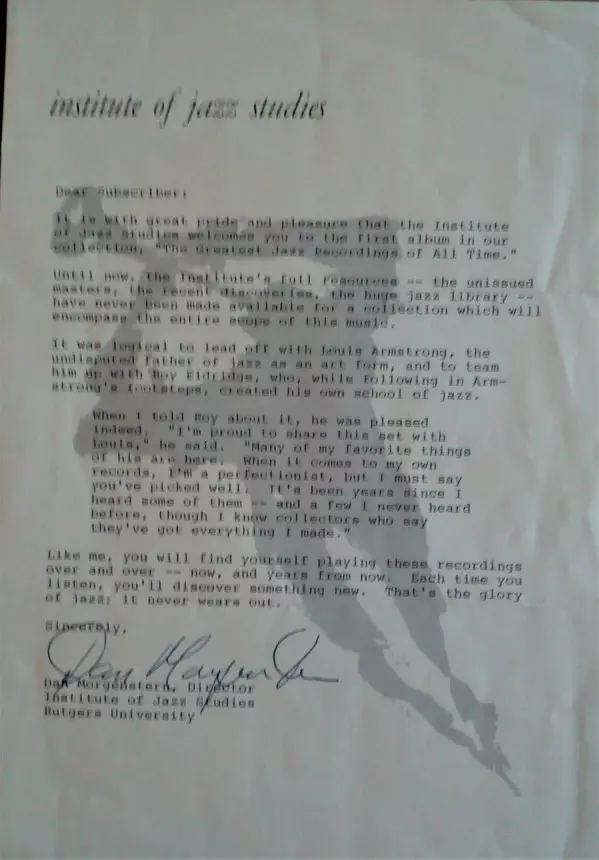 institute of jazz studies
Dear Subscriber:
It is with great pride and pleasure that the Institute
of Jazz Studies welcomes you to the first album in our
collection, "The Greatest Jazz Recordings of All Time."
Until now, the Institute's full resources -- the unissued
masters, the recent discoveries, the huge jazz library --
have never been made available for a collection which will
encompass the entire scope of this music.
It was logical to lead off with Louis Armstrong, the
undisputed father of jazz as an art form, and to team
him up with Roy Eldridge, who, while following in Arm-
strong's footsteps, created his own school of jazz.
When I told Roy about it, he was pleased
indeed. "I'm proud to share this set with
Louis," he said. "Many of my favorite things
of his are here. When it comes to my own
records, I'm a perfectionist, but I must say
you've picked well. It's been years since I
heard some of them -- and a few I never heard
before, though I know collectors who say
they've got everything I made."
Like me, you will find yourself playing these recordings
over and over -- now, and years from now. Each time you
listen, you'll discover something new. That's the glory
of jazz: it never wears out.
Sincerely,
Dan Morgenstern
Dan Morgenstern, Director
Institute of Jazz Studies
Rutgers University